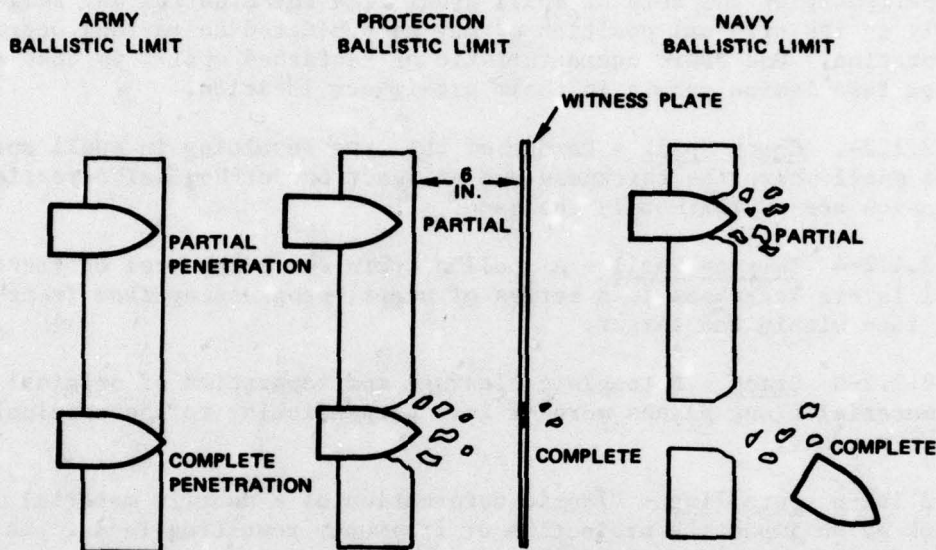 ARMY
BALLISTIC LIMIT
PROTECTION
BALLISTIC LIMIT
NAVY
BALLISTIC LIMIT
WITNESS PLATE
6
IN.
PARTIAL
PENETRATION
PARTIAL
PARTIAL
COMPLETE
PENETRATION
COMPLETE
COMPLETE